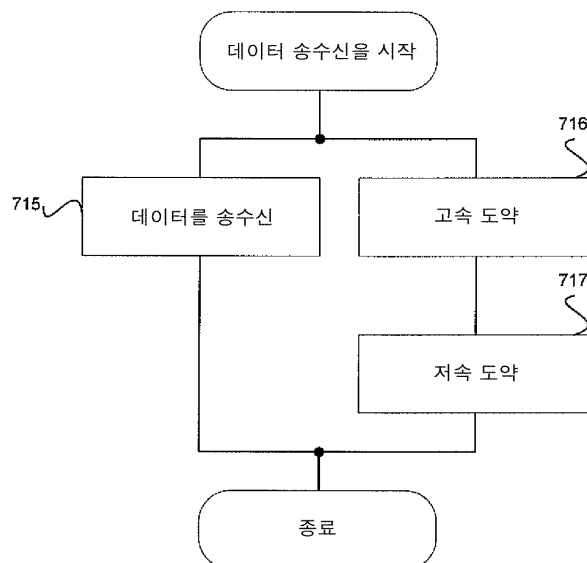 데이터 송수신을 시작
716
715
데이터를 송수신
고속 도약
717
저속 도약
종료